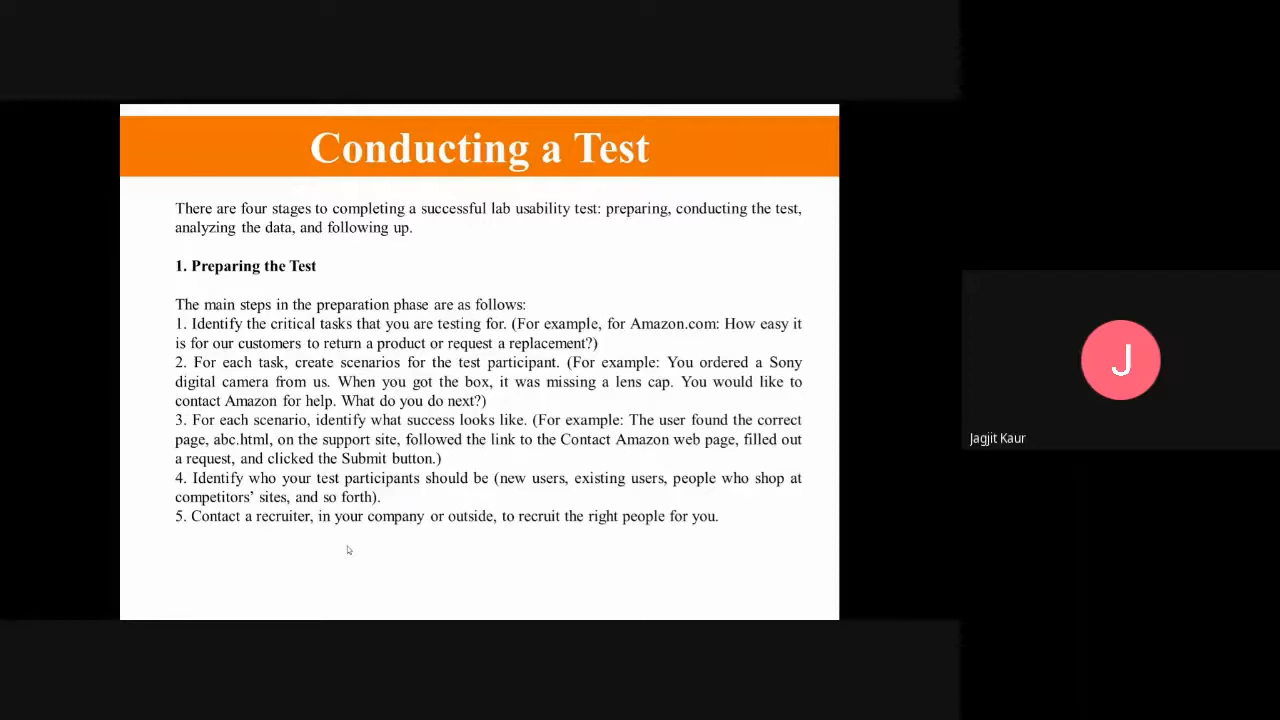 Conducting a Test
There are four stages to completing a successful lab usability test: preparing, conducting the test,
analyzing the data, and following up.
1. Preparing the Test
The main steps in the preparation phase are as follows:
1. Identify the critical tasks that you are testing for. (For example, for Amazon.com: How easy it
is for our customers to return a product or request a replacement?)
2. For each task, create scenarios for the test participant. (For example: You ordered a Sony
digital camera from us. When you got the box, it was missing a lens cap. You would like to
contact Amazon for help. What do you do next?)
3. For each scenario, identify what success looks like. (For example: The user found the correct
page, abc.html, on the support site, followed the link to the Contact Amazon web page, filled out
a request, and clicked the Submit button.)
4. Identify who your test participants should be (new users, existing users, people who shop at
competitors’ sites, and so forth).
5. Contact a recruiter, in your company or outside, to recruit the right people for you.
J
Jagjit Kaur